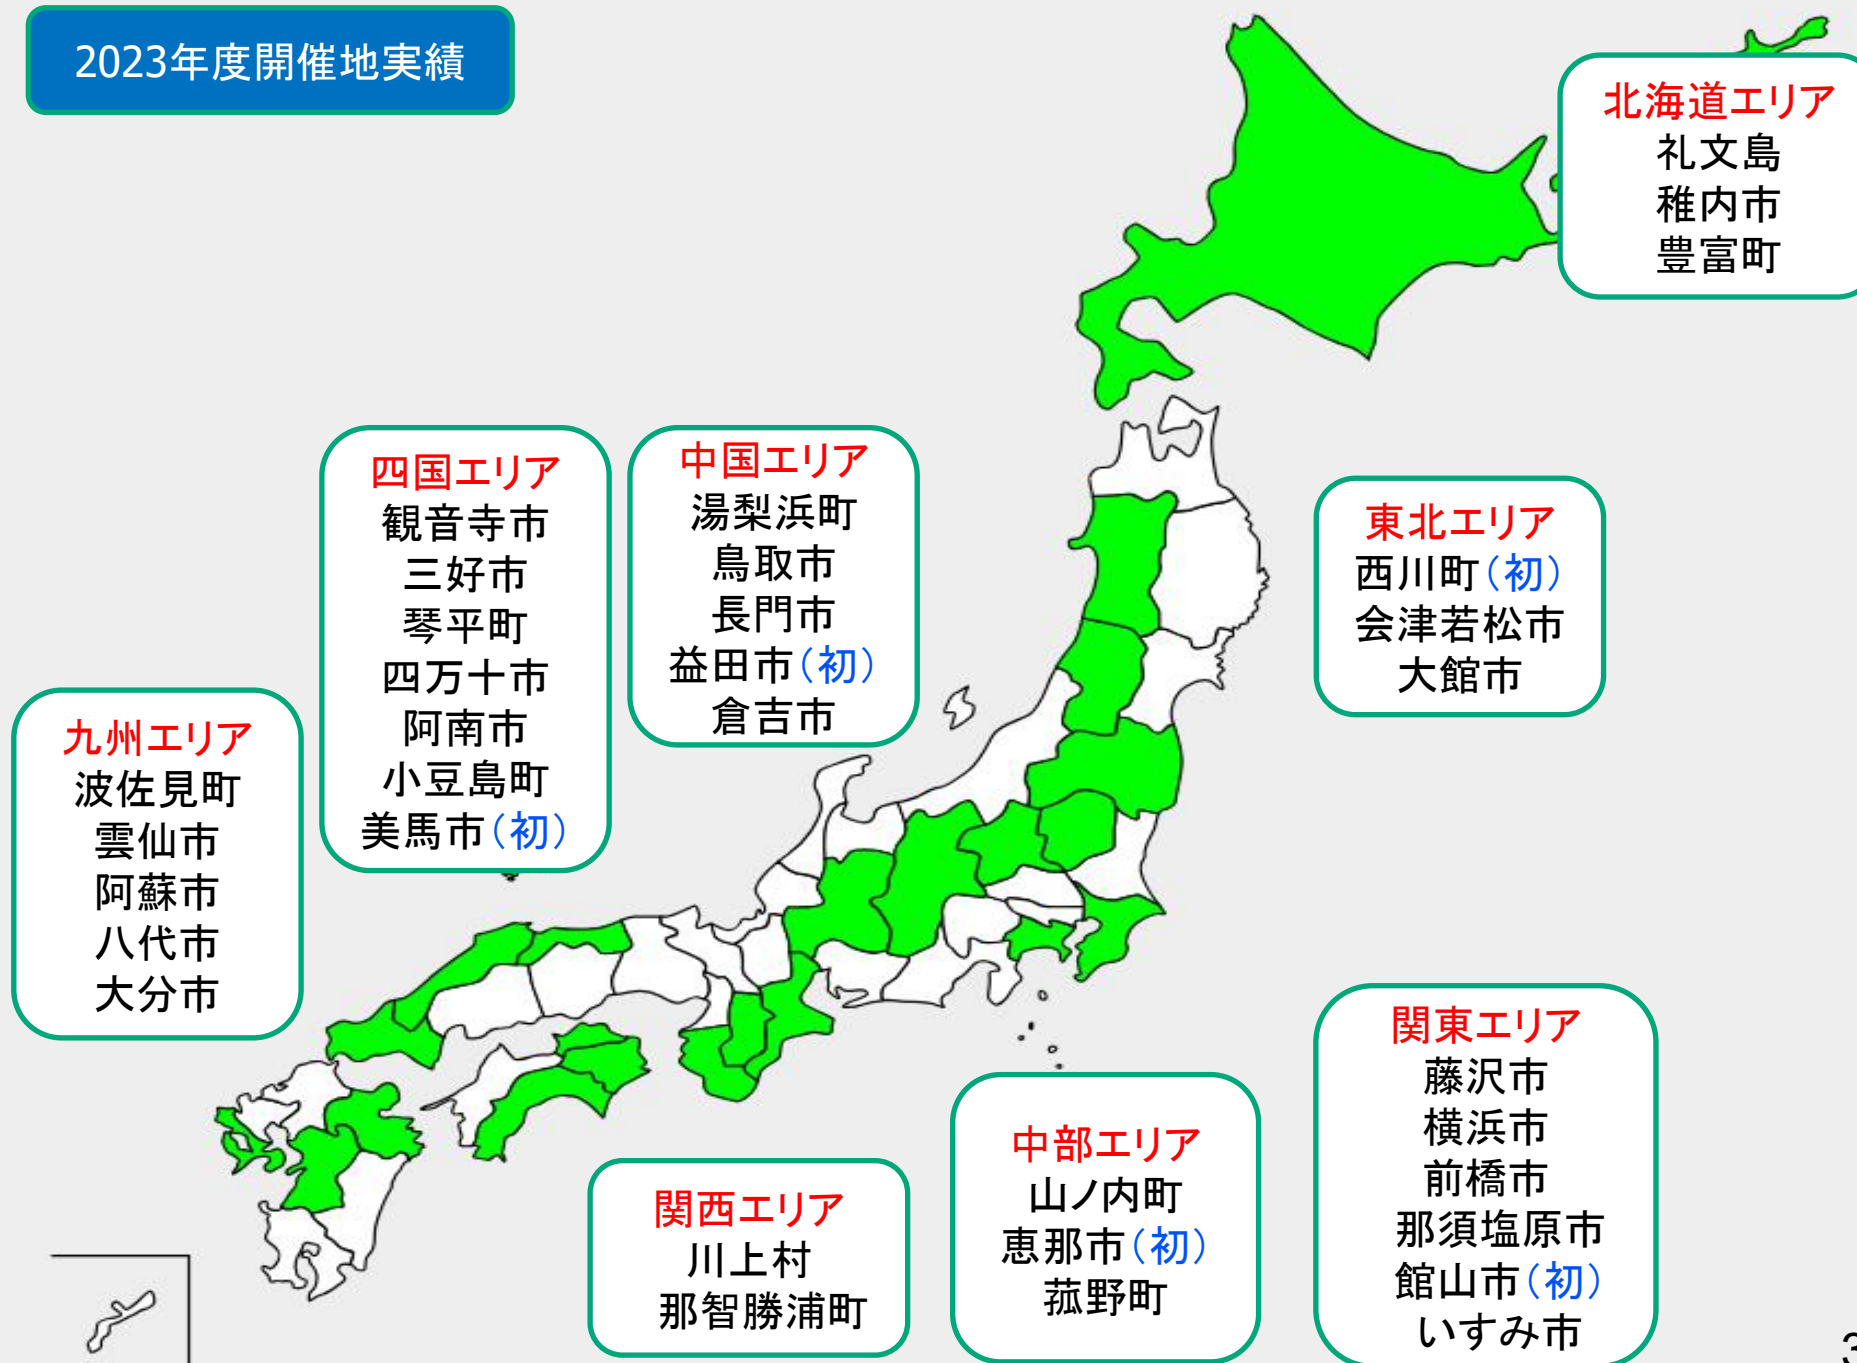 2023年度開催地実績
北海道エリア
礼文島
稚内市
豊富町
四国エリア
観音寺市
三好市
琴平町
四万十市
阿南市
小豆島町
美馬市（初）
中国エリア
湯梨浜町
鳥取市
長門市
益田市（初）
倉吉市
東北エリア
西川町（初）
会津若松市
大館市
九州エリア
波佐見町
雲仙市
阿蘇市
八代市
大分市
関西エリア
川上村
那智勝浦町
中部エリア
山ノ内町
恵那市（初）
菰野町
関東エリア
藤沢市
横浜市
前橋市
那須塩原市
館山市（初）
いすみ市